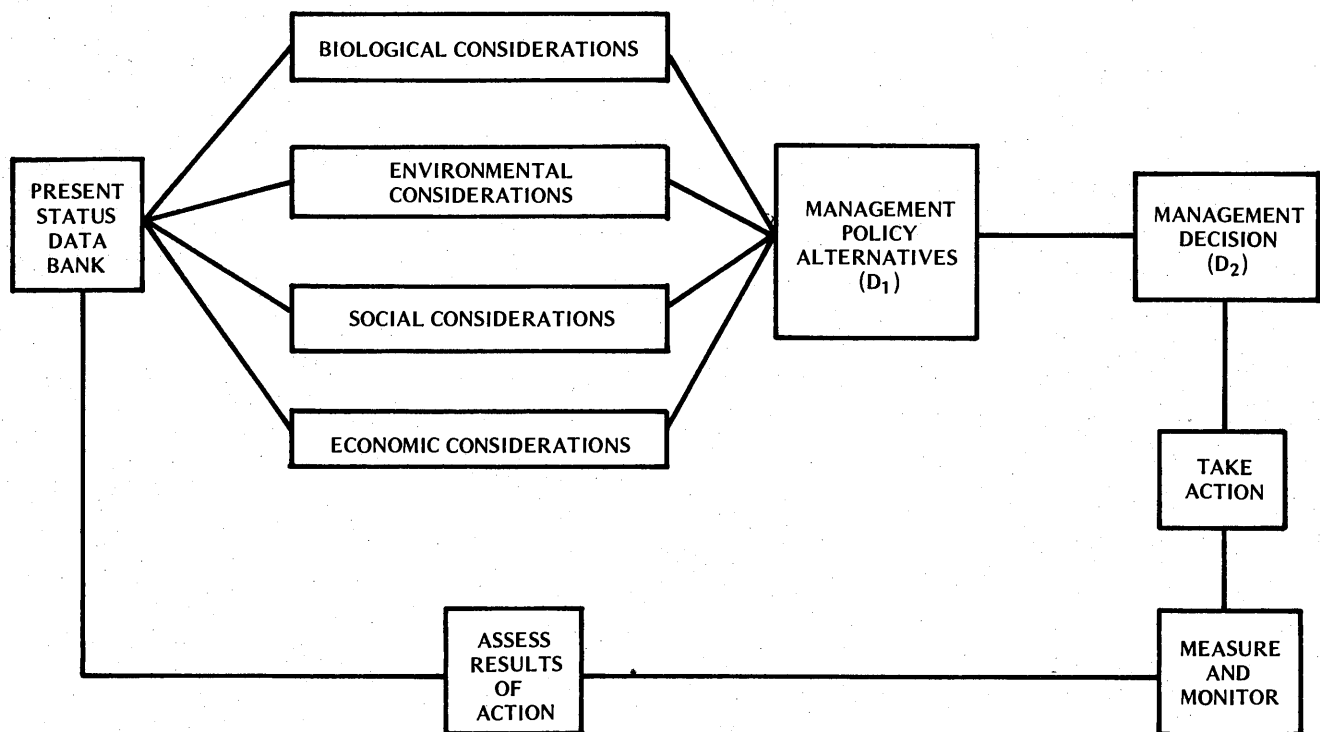 BIOLOGICAL CONSIDERATIONS
ENVIRONMENTAL
CONSIDERATIONS
PRESENT
STATUS
DATA
BANK
SOCIAL CONSIDERATIONS
ECONOMIC CONSIDERATIONS
MANAGEMENT
POLICY
ALTERNATIVES
(D₁)
MANAGEMENT
DECISION
(D₂)
TAKE
ACTION
MEASURE
AND
MONITOR
ASSESS
RESULTS
OF
ACTION